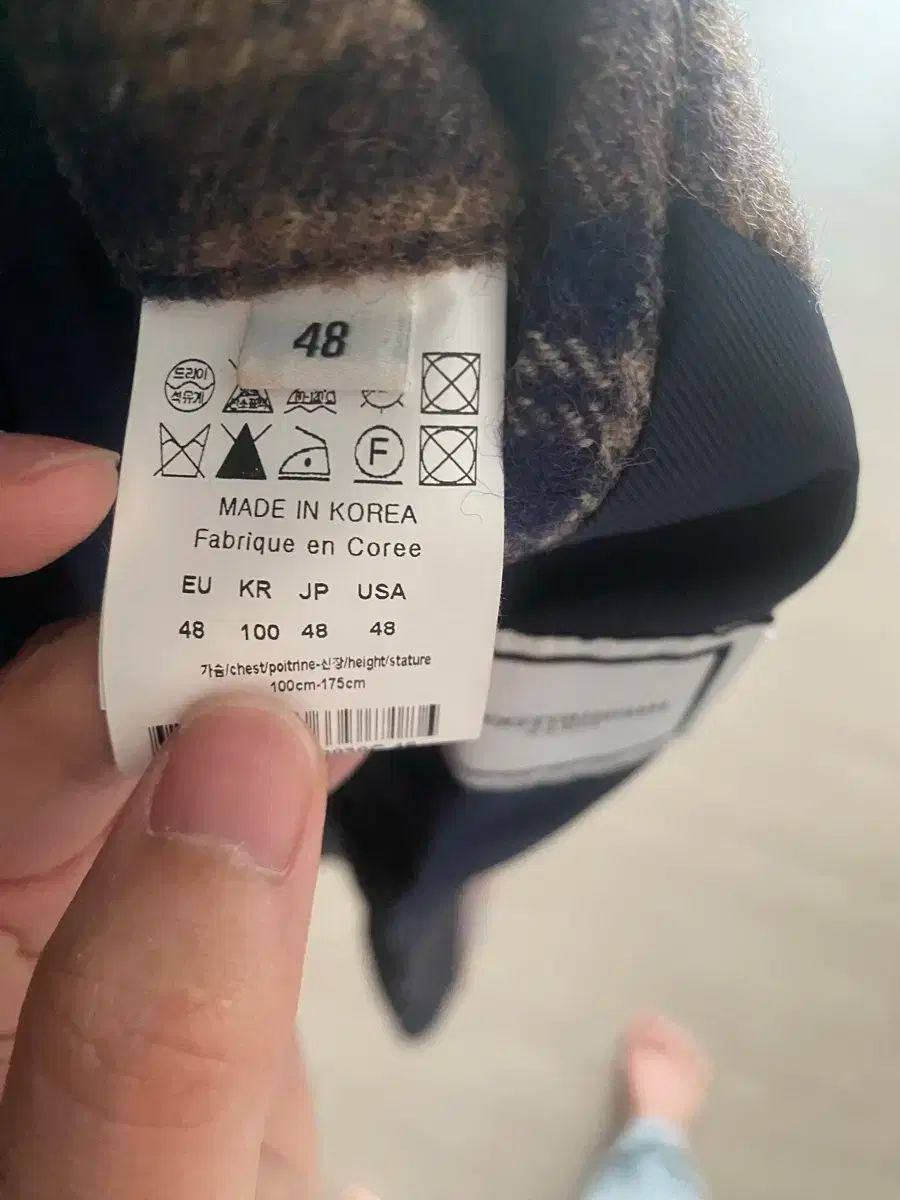 48
드라이
석유계
F
MADE IN KOREA
Fabrique en Coree
EU KR JP USA
48 100 48 48
가슴/chest/poitrine-신장/height/stature
100cm-175cm